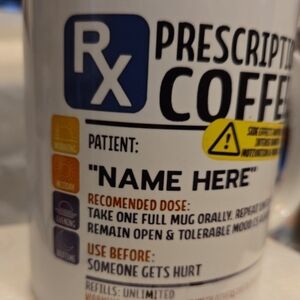 Rx
PRESCRIPTI
COFFE
PATIENT:
"NAME HERE"
RECOMENDED DOSE:
TAKE ONE FULL MUG ORALLY. REPEAT UN
REMAIN OPEN & TOLERABLE MOOD IS
USE BEFORE:
SOMEONE GETS HURT
REFILLS: UNLIMITED